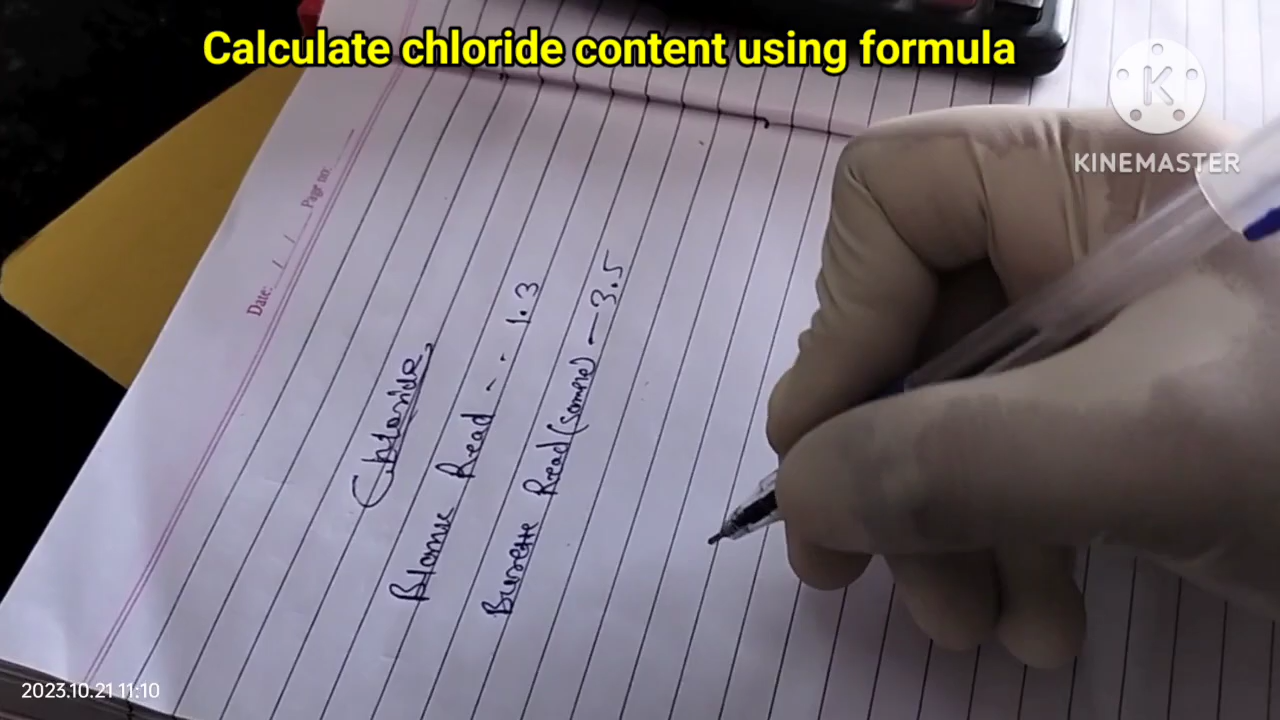 Calculate chloride content using formula
KINEMASTER
Page no:
Date: / /
Chloride,
Blank Read - - 1.3
Burette Read (sample) — 3.5
2023.10.21 11:10